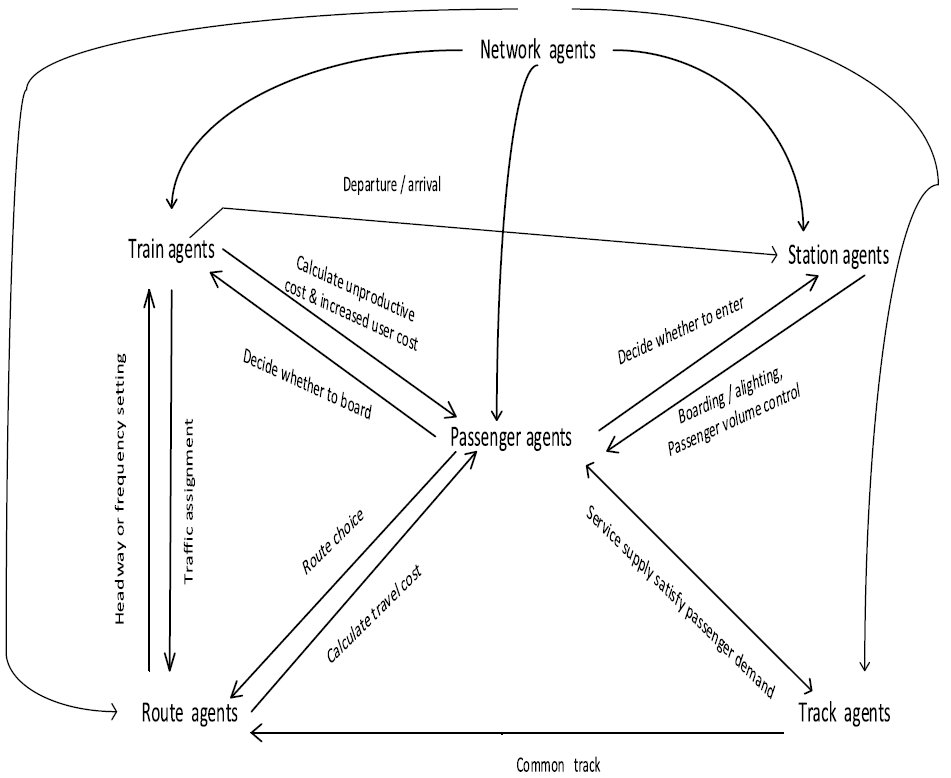 Network agents
Departure / arrival
Train agents
Station agents
Calculate unproductive
cost & increased user cost
Decide whether to board
Decide whether to enter
Boarding / alighting,
Passenger volume control
Headway or frequency setting
Traffic assignment
Passenger agents
Route choice
Calculate travel cost
Service supply satisfy passenger demand
Route agents
Track agents
Common track